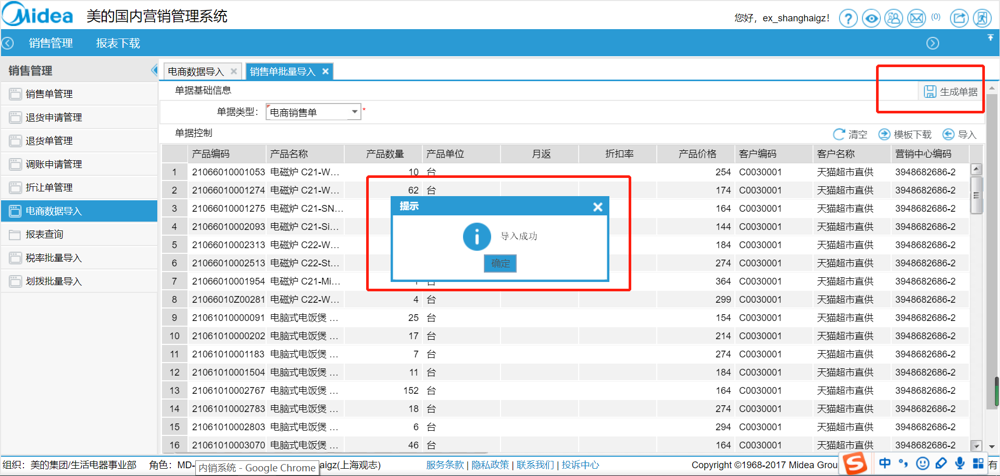 Midea 美的国内营销管理系统
您好，ex_shanghaigz！ ? (0)
销售管理 报表下载
销售管理
销售单管理
退货申请管理
退货单管理
调账申请管理
折让单管理
电商数据导入
报表查询
税率批量导入
划拨批量导入
电商数据导入 销售单批量导入
单据基础信息 生成单据
单据类型： 电商销售单 *
单据控制 清空 模板下载 导入
产品编码 产品名称 产品数量 产品单位 月返 折扣率 产品价格 客户编码 客户名称 营销中心编码
1 21066010001053 电磁炉 C21-W… 10 台 254 C0030001 天猫超市直供 3948682686-2
2 21066010001274 电磁炉 C21-W… 62 台 174 C0030001 天猫超市直供 3948682686-2
3 21066010001275 电磁炉 C21-SN… 164 C0030001 天猫超市直供 3948682686-2
4 21066010002093 电磁炉 C21-Si… 144 C0030001 天猫超市直供 3948682686-2
5 21066010002313 电磁炉 C22-W… 184 C0030001 天猫超市直供 3948682686-2
6 21066010002513 电磁炉 C22-St… 274 C0030001 天猫超市直供 3948682686-2
7 21066010001954 电磁炉 C21-Mi… 台 364 C0030001 天猫超市直供 3948682686-2
8 21066010Z00281 电磁炉 C22-W… 4 台 299 C0030001 天猫超市直供 3948682686-2
9 21061010000091 电脑式电饭煲 … 25 台 154 C0030001 天猫超市直供 3948682686-2
10 21061010000202 电脑式电饭煲 … 17 台 214 C0030001 天猫超市直供 3948682686-2
11 21061010001183 电脑式电饭煲 … 7 台 274 C0030001 天猫超市直供 3948682686-2
12 21061010001504 电脑式电饭煲 … 11 台 184 C0030001 天猫超市直供 3948682686-2
13 21061010002767 电脑式电饭煲 … 152 台 164 C0030001 天猫超市直供 3948682686-2
14 21061010002783 电脑式电饭煲 … 18 台 274 C0030001 天猫超市直供 3948682686-2
15 21061010002803 电脑式电饭煲 … 6 台 294 C0030001 天猫超市直供 3948682686-2
16 21061010003070 电脑式电饭煲 … 46 台 164 C0030001 天猫超市直供 3948682686-2
提示
导入成功
确定
组织：美的集团/生活电器事业部 角色：MD- aigz(上海观志) 服务条款 | 隐私政策 | 联系我们 | 投诉中心 Copyright ©1968-2017 Midea Grou 有
内销系统 - Google Chrome
S 中